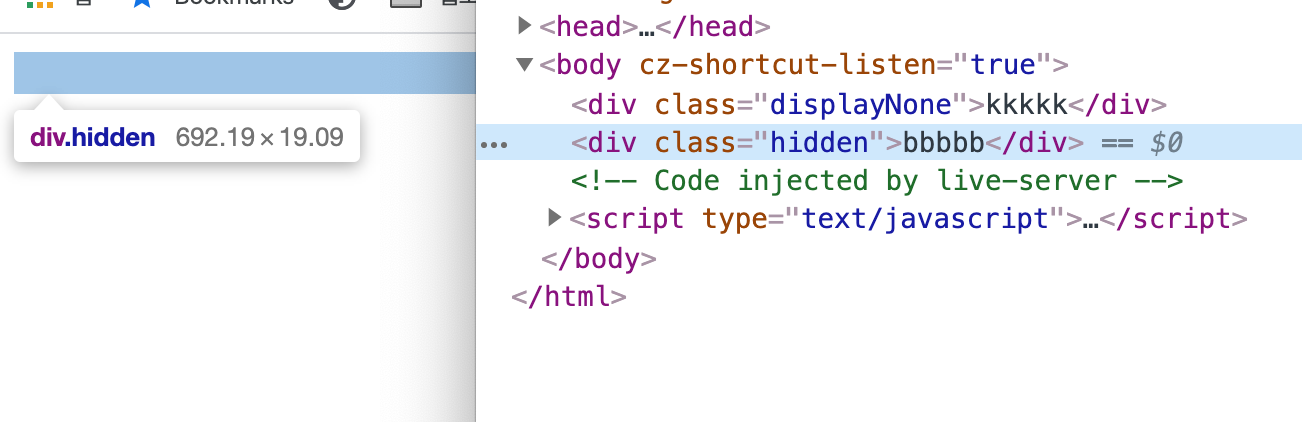 Bookmarks
div.hidden 692.19 × 19.09
<head>…</head>
<body cz-shortcut-listen="true">
<div class="displayNone">kkkkk</div>
<div class="hidden">bbbbb</div> == $0
<!-- Code injected by live-server -->
<script type="text/javascript">…</script>
</body>
</html>